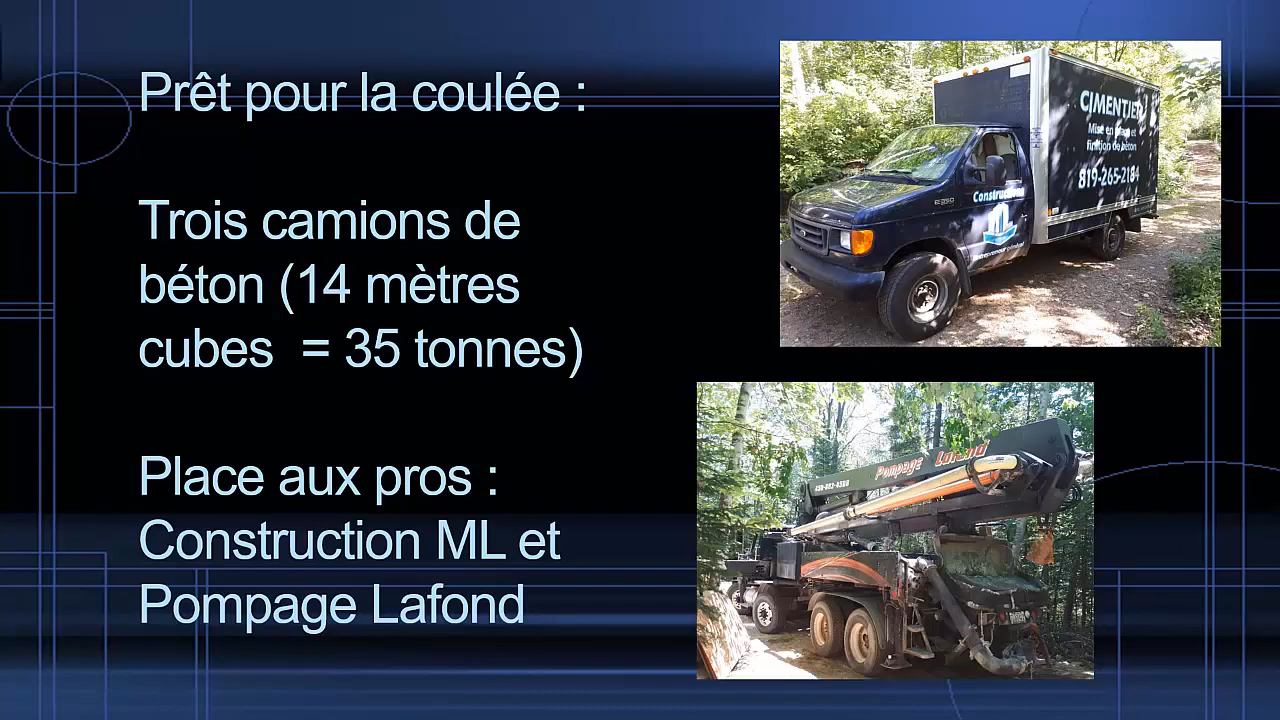 Prêt pour la coulée :
Trois camions de
béton (14 mètres
cubes = 35 tonnes)
Place aux pros :
Construction ML et
Pompage Lafond
CIMENTIER
Mise en place et
finition de béton
819-265-2184
Construction
E350
Pompage Lafond